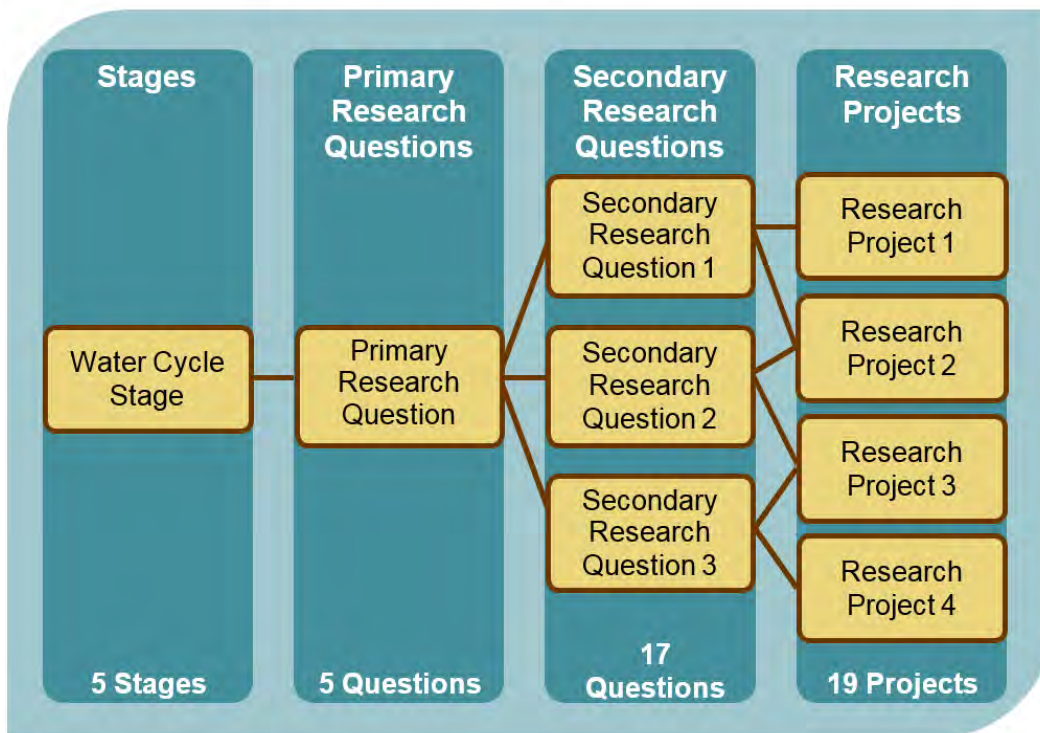 Stages
Water Cycle
Stage
5 Stages
Primary
Research
Questions
Primary
Research
Question
5 Questions
Secondary
Research
Questions
Secondary
Research
Question 1
Secondary
Research
Question 2
Secondary
Research
Question 3
17
Questions
Research
Projects
Research
Project 1
Research
Project 2
Research
Project 3
Research
Project 4
19 Projects